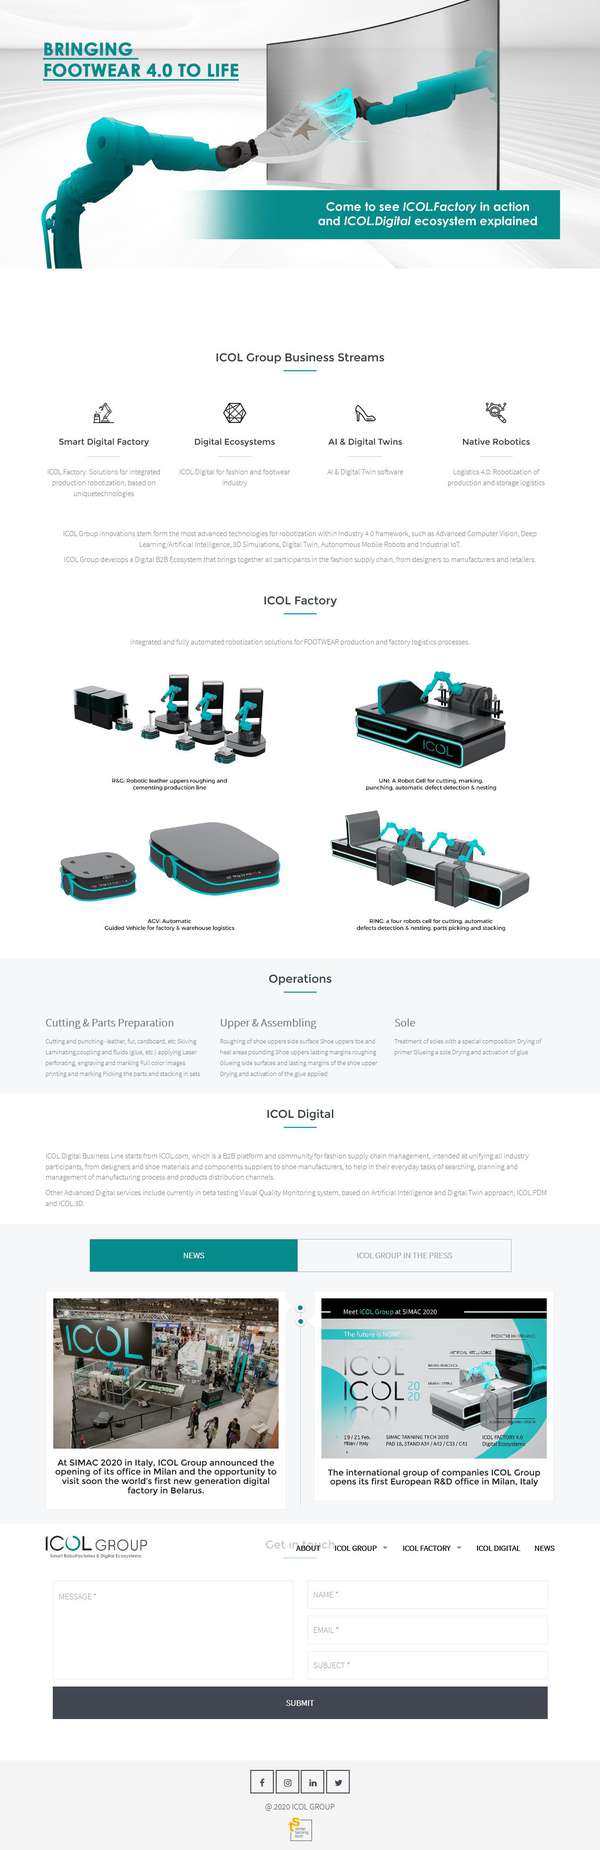 BRINGING
FOOTWEAR 4.0 TO LIFE
Come to see ICOL.Factory in action
and ICOL.Digital ecosystem explained
ICOL Group Business Streams
Smart Digital Factory
ICOL.Factory: Solutions for integrated
production robotization, based on
uniquetechnologies
Digital Ecosystems
ICOL.Digital for fashion and footwear
industry
AI & Digital Twins
AI & Digital Twin software
Native Robotics
Logistics 4.0: Robotization of
production and storage logistics
ICOL Group innovations stem form the most advanced technologies for robotization within Industry 4.0 framework, such as Advanced Computer Vision, Deep
Learning/Artificial Intelligence, 3D Simulations, Digital Twin, Autonomous Mobile Robots and Industrial IoT.
ICOL Group develops a Digital B2B Ecosystem that brings together all participants in the fashion supply chain, from designers to manufacturers and retailers.
ICOL Factory
Integrated and fully automated robotization solutions for FOOTWEAR production and factory logistics processes.
R&G: Robotic leather uppers roughing and
cementing production line
ICOL
UNI: A Robot Cell for cutting, marking,
punching, automatic defect detection & nesting
AGV: Automatic
Guided Vehicle for factory & warehouse logistics
RING: a four robots cell for cutting, automatic
defects detection & nesting, parts picking and stacking
Operations
Cutting & Parts Preparation
Cutting and punching - leather, fur, cardboard, etc Skiving
Laminating,coupling and fluids (glue, etc.) applying Laser
perforating, engraving and marking Full color images
printing and marking Picking the parts and stacking in sets
Upper & Assembling
Roughing of shoe uppers side surface Shoe uppers toe and
heel areas pounding Shoe uppers lasting margins roughing
Glueing side surfaces and lasting margins of the shoe upper
Drying and activation of the glue applied
Sole
Treatment of soles with a special composition Drying of
primer Glueing a sole Drying and activation of glue
ICOL Digital
ICOL.Digital Business Line starts from ICOL.com, which is a B2B platform and community for fashion supply chain management, intended at unifying all industry
participants, from designers and shoe materials and components suppliers to shoe manufacturers, to help in their everyday tasks of searching, planning and
management of manufacturing process and products distribution channels.
Other Advanced Digital services include currently in beta testing Visual Quality Monitoring system, based on Artificial Intelligence and Digital Twin approach, ICOL.PDM
and ICOL.3D.
NEWS
ICOL GROUP IN THE PRESS
ICOL
At SIMAC 2020 in Italy, ICOL Group announced the
opening of its office in Milan and the opportunity to
visit soon the world's first new generation digital
factory in Belarus.
Meet ICOL Group at SIMAC 2020
The future is NOW!
ICOL
ICOL 20
20
ARTIFICIAL INTELLIGENCE
19 / 21 Feb,
Milan / Italy
SIMAC TANNING TECH 2020
PAD 18, STAND A31 / A42 / C33 / C41
ICOL FACTORY 4.0
Digital Ecosystems
The international group of companies ICOL Group
opens its first European R&D office in Milan, Italy
ICOL GROUP
Smart RoboFactories & Digital Ecosystems
Get in touch
ABOUT ICOL GROUP ICOL FACTORY ICOL DIGITAL NEWS
MESSAGE *
NAME *
EMAIL *
SUBJECT *
SUBMIT
@ 2020 ICOL GROUP